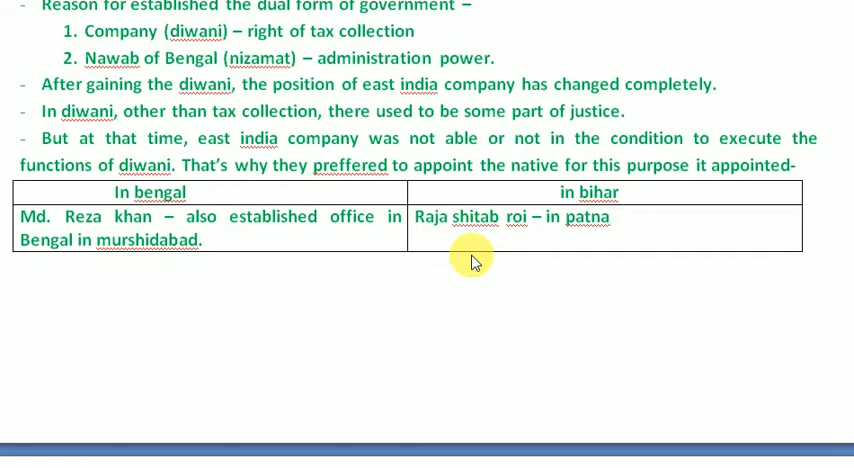 - Reason for established the dual form of government –
1. Company (diwani) – right of tax collection
2. Nawab of Bengal (nizamat) – administration power.
- After gaining the diwani, the position of east india company has changed completely.
- In diwani, other than tax collection, there used to be some part of justice.
- But at that time, east india company was not able or not in the condition to execute the
functions of diwani. That's why they preffered to appoint the native for this purpose it appointed-
In bengal
in bihar
Md. Reza khan – also established office in
Bengal in murshidabad.
Raja shitab roi – in patna